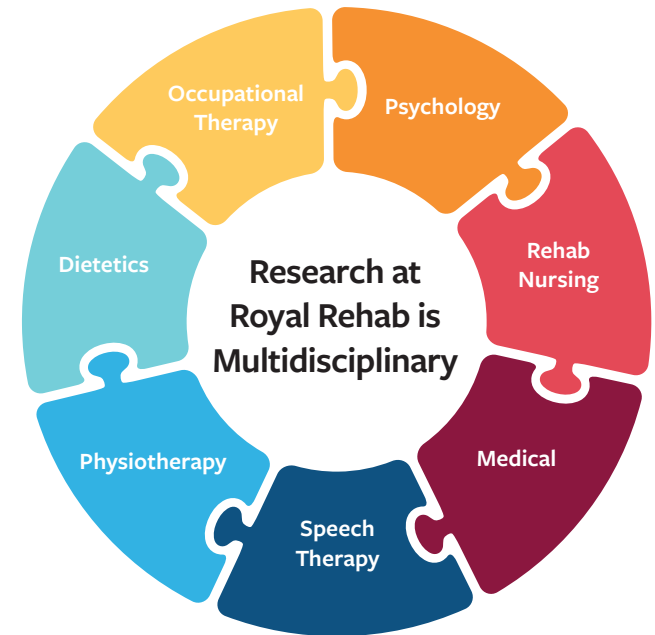 Occupational
Therapy
Psychology
Rehab
Nursing
Dietetics
Research at
Royal Rehab is
Multidisciplinary
Physiotherapy
Medical
Speech
Therapy